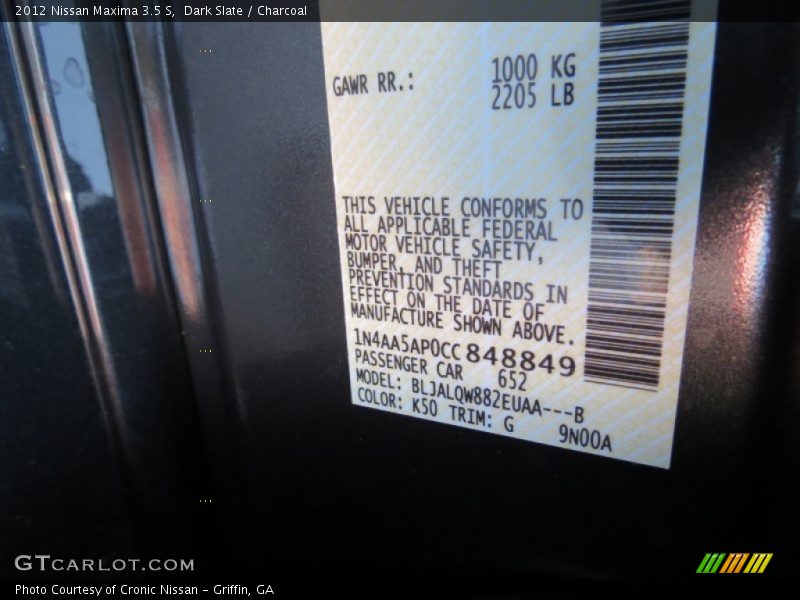 2012 Nissan Maxima 3.5 S, Dark Slate / Charcoal
GAWR RR.: 1000 KG
2205 LB
THIS VEHICLE CONFORMS TO
ALL APPLICABLE FEDERAL
MOTOR VEHICLE SAFETY,
BUMPER, AND THEFT
PREVENTION STANDARDS IN
EFFECT ON THE DATE OF
MANUFACTURE SHOWN ABOVE.
1N4AA5AP0CC848849
PASSENGER CAR 652
MODEL: BLJALQW882EUAA---B
COLOR: K50 TRIM: G 9N00A
GTCARLOT.COM
Photo Courtesy of Cronic Nissan - Griffin, GA